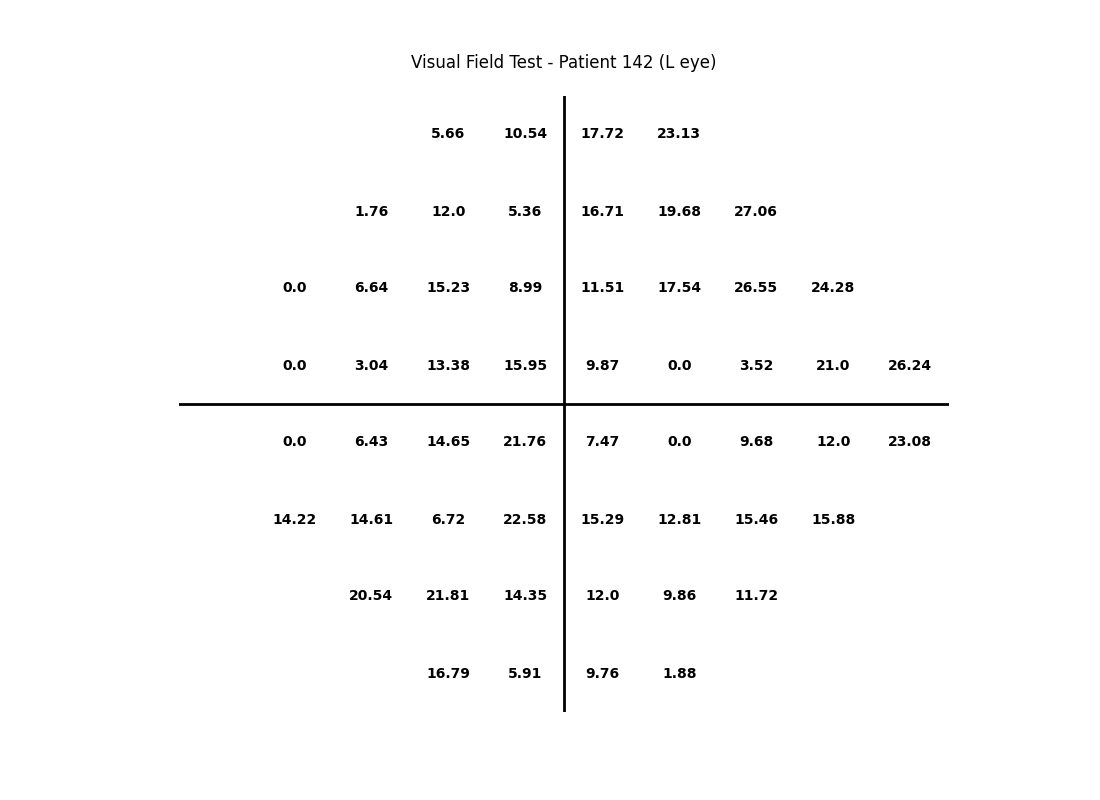 Visual Field Test - Patient 142 (L eye)
5.66 10.54 17.72 23.13
1.76 12.0 5.36 16.71 19.68 27.06
0.0 6.64 15.23 8.99 11.51 17.54 26.55 24.28
0.0 3.04 13.38 15.95 9.87 0.0 3.52 21.0 26.24
0.0 6.43 14.65 21.76 7.47 0.0 9.68 12.0 23.08
14.22 14.61 6.72 22.58 15.29 12.81 15.46 15.88
20.54 21.81 14.35 12.0 9.86 11.72
16.79 5.91 9.76 1.88